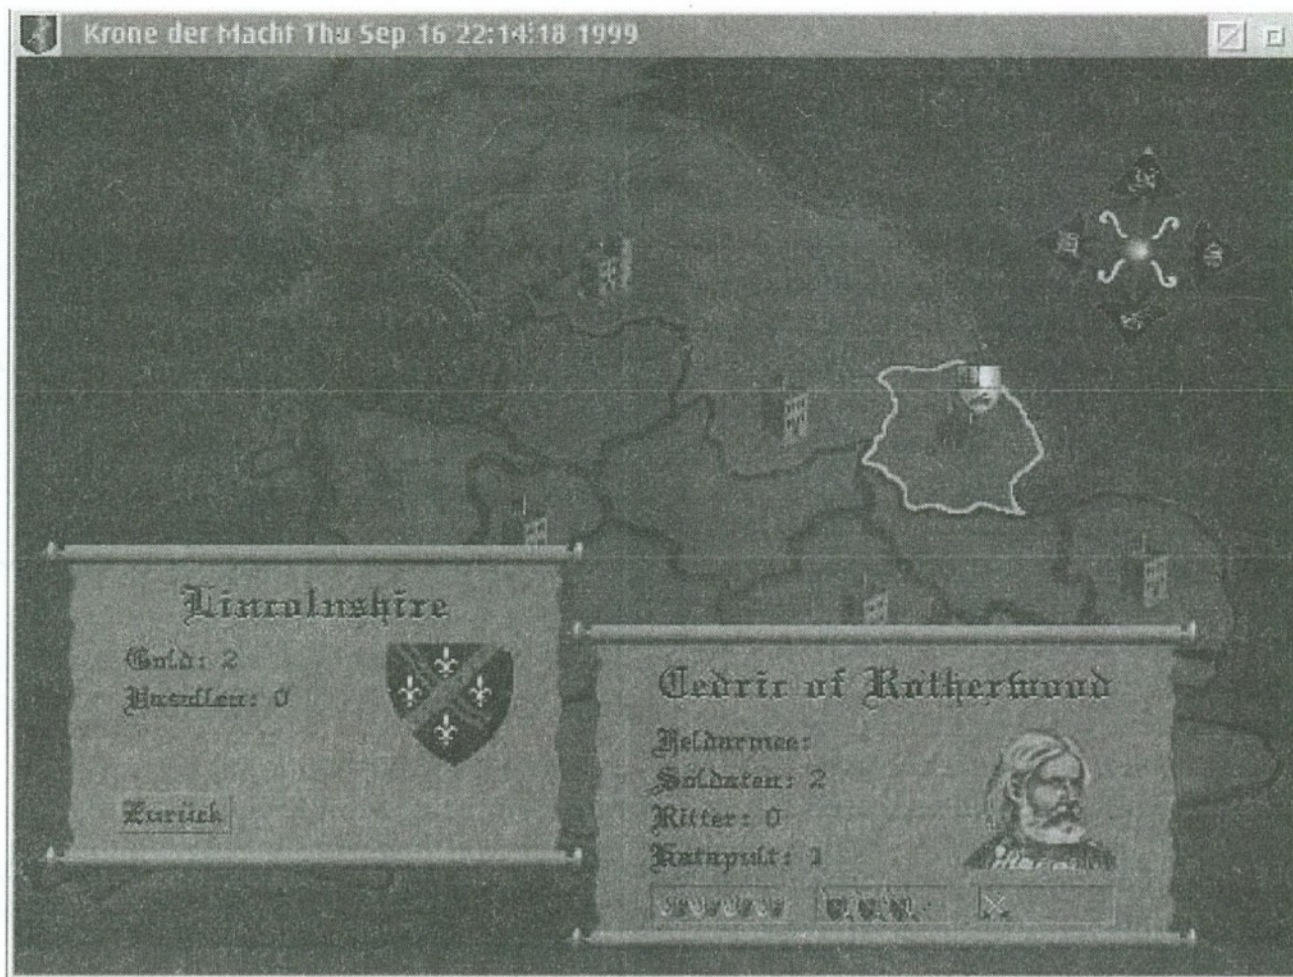 Krone der Macht Thu Sep 16 22:14:18 1999
Lincolnshire
Gold: 2
Vasallen: 0
Zurück
Cedric of Rotherwood
Feldarmee:
Soldaten: 2
Ritter: 0
Katapult: 1